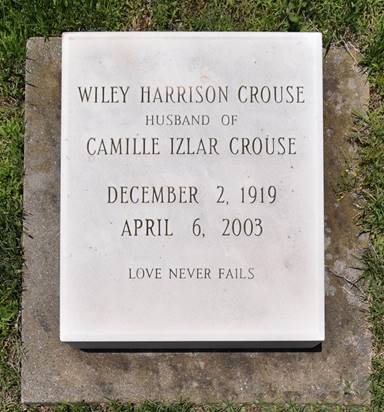 WILEY HARRISON CROUSE
HUSBAND OF
CAMILLE IZLAR CROUSE
DECEMBER 2, 1919
APRIL 6, 2003
LOVE NEVER FAILS